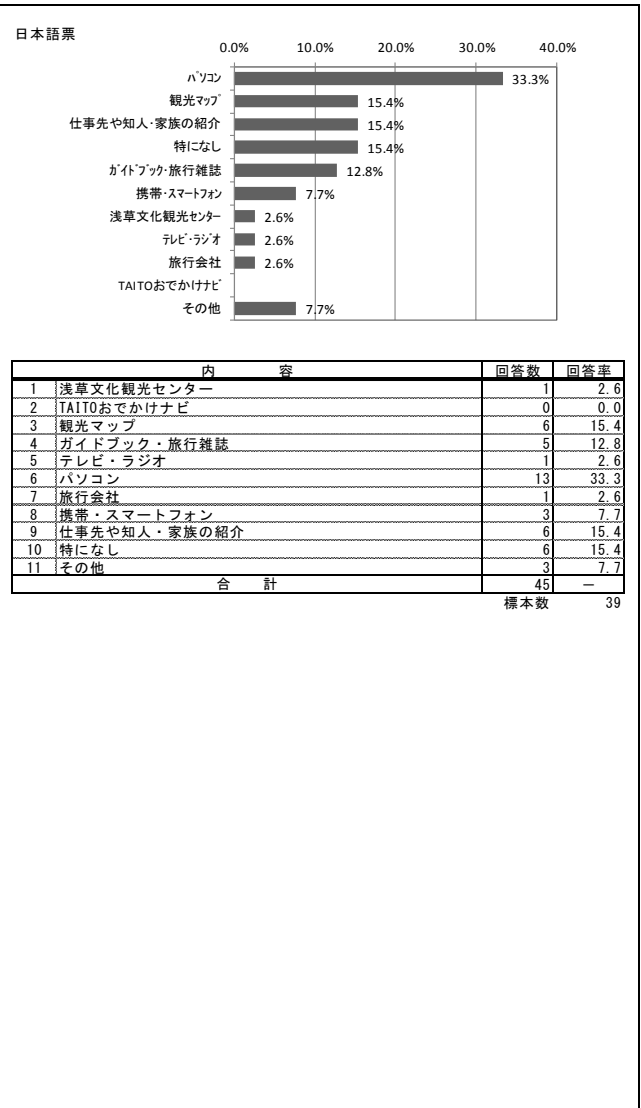 日本語票
0.0% 10.0% 20.0% 30.0% 40.0%
ﾊﾟｿｺﾝ 33.3%
観光ﾏｯﾌﾟ 15.4%
仕事先や知人･家族の紹介 15.4%
特になし 15.4%
ｶﾞｲﾄﾞﾌﾞｯｸ･旅行雑誌 12.8%
携帯･ｽﾏｰﾄﾌｫﾝ 7.7%
浅草文化観光ｾﾝﾀｰ 2.6%
ﾃﾚﾋﾞ･ﾗｼﾞｵ 2.6%
旅行会社 2.6%
TAITOおでかけﾅﾋﾞ
その他 7.7%
内 容 回答数 回答率
1 浅草文化観光センター 1 2.6
2 TAITOおでかけナビ 0 0.0
3 観光マップ 6 15.4
4 ガイドブック・旅行雑誌 5 12.8
5 テレビ・ラジオ 1 2.6
6 パソコン 13 33.3
7 旅行会社 1 2.6
8 携帯・スマートフォン 3 7.7
9 仕事先や知人・家族の紹介 6 15.4
10 特になし 6 15.4
11 その他 3 7.7
合 計 45 －
標本数 39